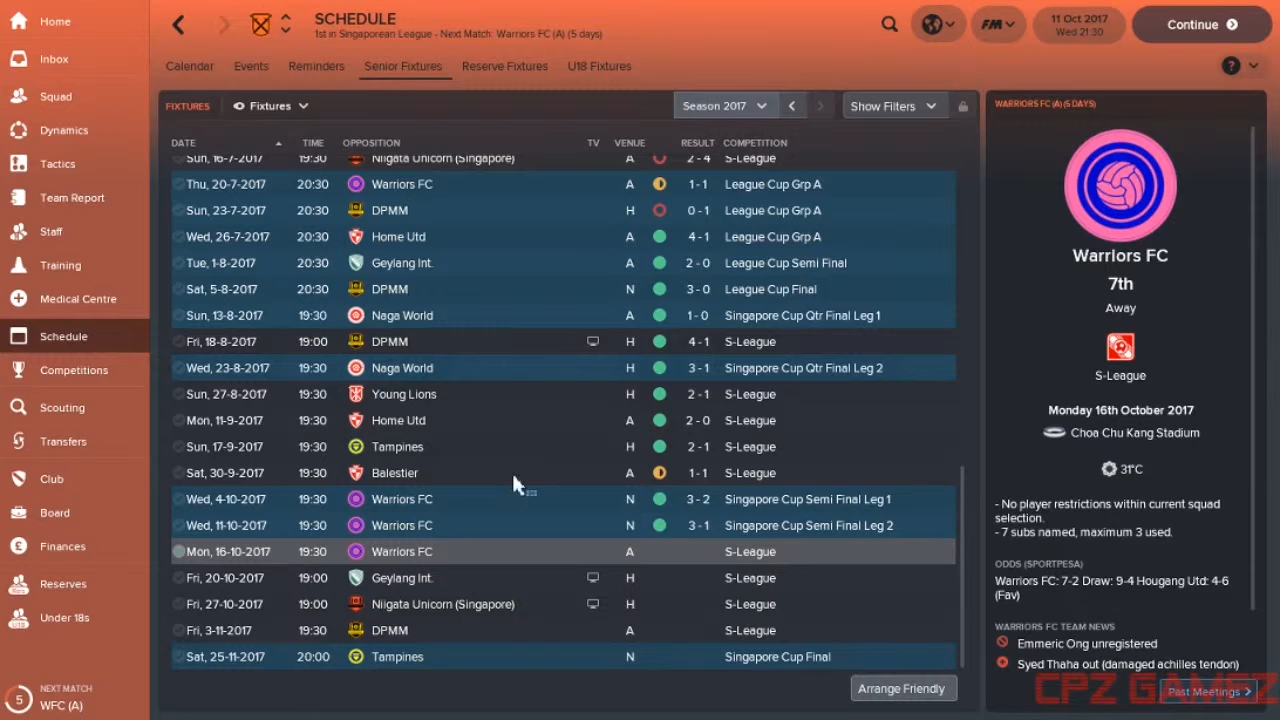 Home
Inbox
Squad
Dynamics
Tactics
Team Report
Staff
Training
Medical Centre
Schedule
Competitions
Scouting
Transfers
Club
Board
Finances
Reserves
Under 18s
5 NEXT MATCH
WFC (A)
SCHEDULE
1st in Singaporean League - Next Match: Warriors FC (A) (5 days)
FM
11 Oct 2017
Wed 21:30
Continue
Calendar Events Reminders Senior Fixtures Reserve Fixtures U18 Fixtures
?
FIXTURES Fixtures Season 2017 Show Filters
DATE TIME OPPOSITION TV VENUE RESULT COMPETITION
Sun, 16-7-2017 19:30 Niigata Unicorn (Singapore) A 2 - 4 S-League
Thu, 20-7-2017 20:30 Warriors FC A 1 - 1 League Cup Grp A
Sun, 23-7-2017 20:30 DPMM H 0 - 1 League Cup Grp A
Wed, 26-7-2017 20:30 Home Utd A 4 - 1 League Cup Grp A
Tue, 1-8-2017 20:30 Geylang Int. A 2 - 0 League Cup Semi Final
Sat, 5-8-2017 20:30 DPMM N 3 - 0 League Cup Final
Sun, 13-8-2017 19:30 Naga World A 1 - 0 Singapore Cup Qtr Final Leg 1
Fri, 18-8-2017 19:00 DPMM H 4 - 1 S-League
Wed, 23-8-2017 19:30 Naga World H 3 - 1 Singapore Cup Qtr Final Leg 2
Sun, 27-8-2017 19:30 Young Lions H 2 - 1 S-League
Mon, 11-9-2017 19:30 Home Utd A 2 - 0 S-League
Sun, 17-9-2017 19:30 Tampines H 2 - 1 S-League
Sat, 30-9-2017 19:30 Balestier A 1 - 1 S-League
Wed, 4-10-2017 19:30 Warriors FC N 3 - 2 Singapore Cup Semi Final Leg 1
Wed, 11-10-2017 19:30 Warriors FC N 3 - 1 Singapore Cup Semi Final Leg 2
Mon, 16-10-2017 19:30 Warriors FC A S-League
Fri, 20-10-2017 19:00 Geylang Int. H S-League
Fri, 27-10-2017 19:00 Niigata Unicorn (Singapore) H S-League
Fri, 3-11-2017 19:30 DPMM A S-League
Sat, 25-11-2017 20:00 Tampines N Singapore Cup Final
Arrange Friendly
WARRIORS FC (A) (5 DAYS)
Warriors FC
7th
Away
S-League
Monday 16th October 2017
Choa Chu Kang Stadium
31°C
- No player restrictions within current squad
selection.
- 7 subs named, maximum 3 used.
ODDS (SPORTPESA)
Warriors FC: 7-2 Draw: 9-4 Hougang Utd: 4-6
(Fav)
WARRIORS FC TEAM NEWS
Emmeric Ong unregistered
Syed Thaha out (damaged achilles tendon)
Past Meetings >
CPZ GAMEZ